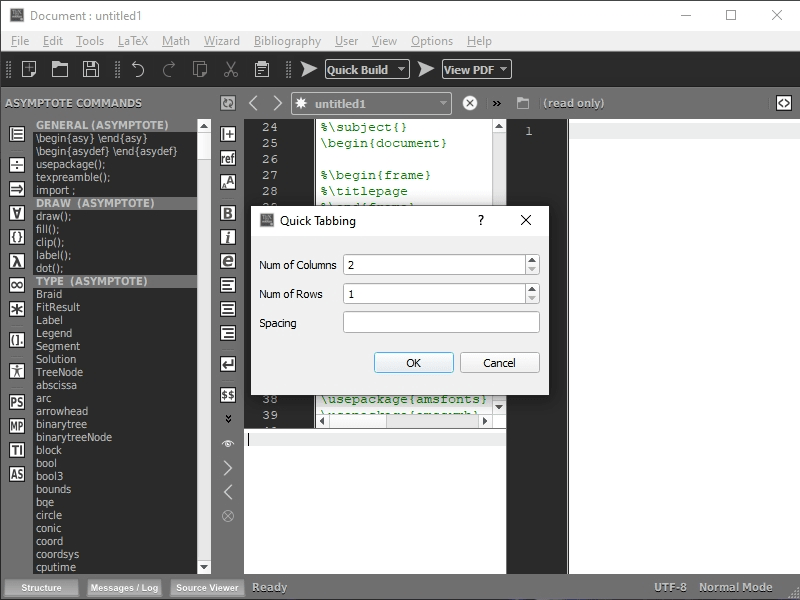 Document : untitled1
File Edit Tools LaTeX Math Wizard Bibliography User View Options Help
Quick Build View PDF
ASYMPTOTE COMMANDS
untitled1
(read only)
GENERAL (ASYMPTOTE)
\begin{asy} \end{asy}
\begin{asydef} \end{asydef}
usepackage();
texpreamble();
import ;
DRAW (ASYMPTOTE)
draw();
fill();
clip();
label();
dot();
TYPE (ASYMPTOTE)
Braid
FitResult
Label
Legend
Segment
Solution
TreeNode
abscissa
arc
arrowhead
binarytree
binarytreeNode
block
bool
bool3
bounds
bqe
circle
conic
coord
coordsys
cputime
PS
MP
TI
AS
ref
B
i
e
$$
24 %\subject{}
25 \begin{document}
26
27 %\begin{frame}
28 %\titlepage
1
Quick Tabbing ?
Num of Columns 2
Num of Rows 1
Spacing
OK Cancel
38 \usepackage{amsfonts}
39
Structure Messages / Log Source Viewer Ready UTF-8 Normal Mode